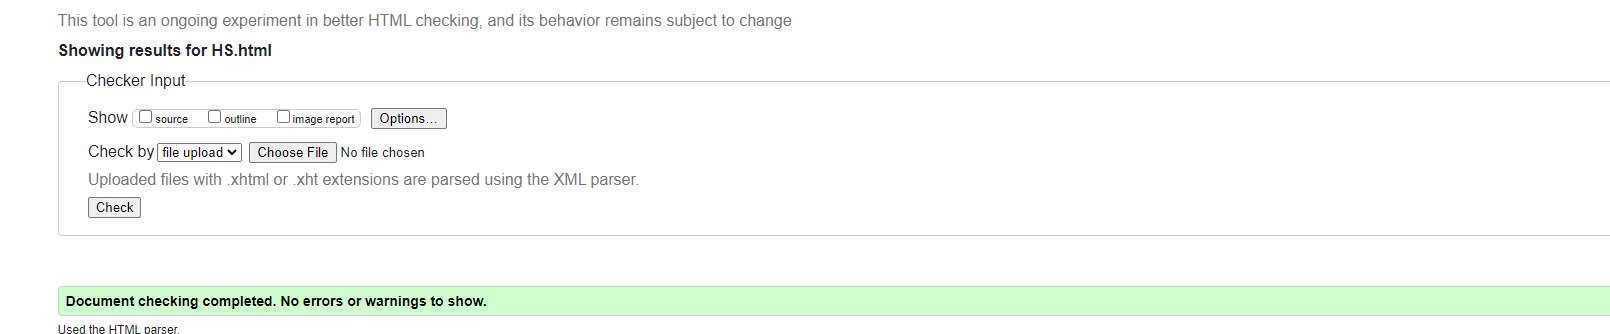 This tool is an ongoing experiment in better HTML checking, and its behavior remains subject to change
Showing results for HS.html
Checker Input
Show source outline image report Options...
Check by file upload Choose File No file chosen
Uploaded files with .xhtml or .xht extensions are parsed using the XML parser.
Check
Document checking completed. No errors or warnings to show.
Used the HTML parser.